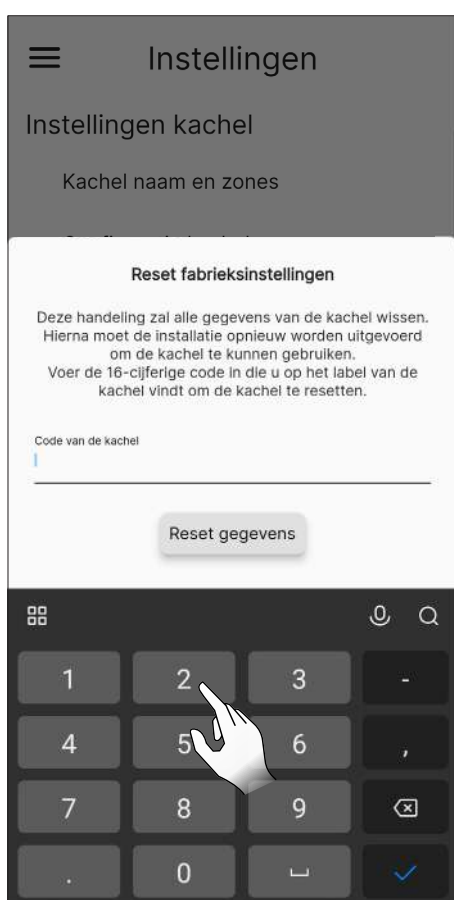 Instellingen
Instellingen kachel
Kachel naam en zones
Reset fabrieksinstellingen
Deze handeling zal alle gegevens van de kachel wissen.
Hierna moet de installatie opnieuw worden uitgevoerd
om de kachel te kunnen gebruiken.
Voer de 16-cijferige code in die u op het label van de
kachel vindt om de kachel te resetten.
Code van de kachel
Reset gegevens
1 2 3 -
4 5 6 ,
7 8 9
. 0